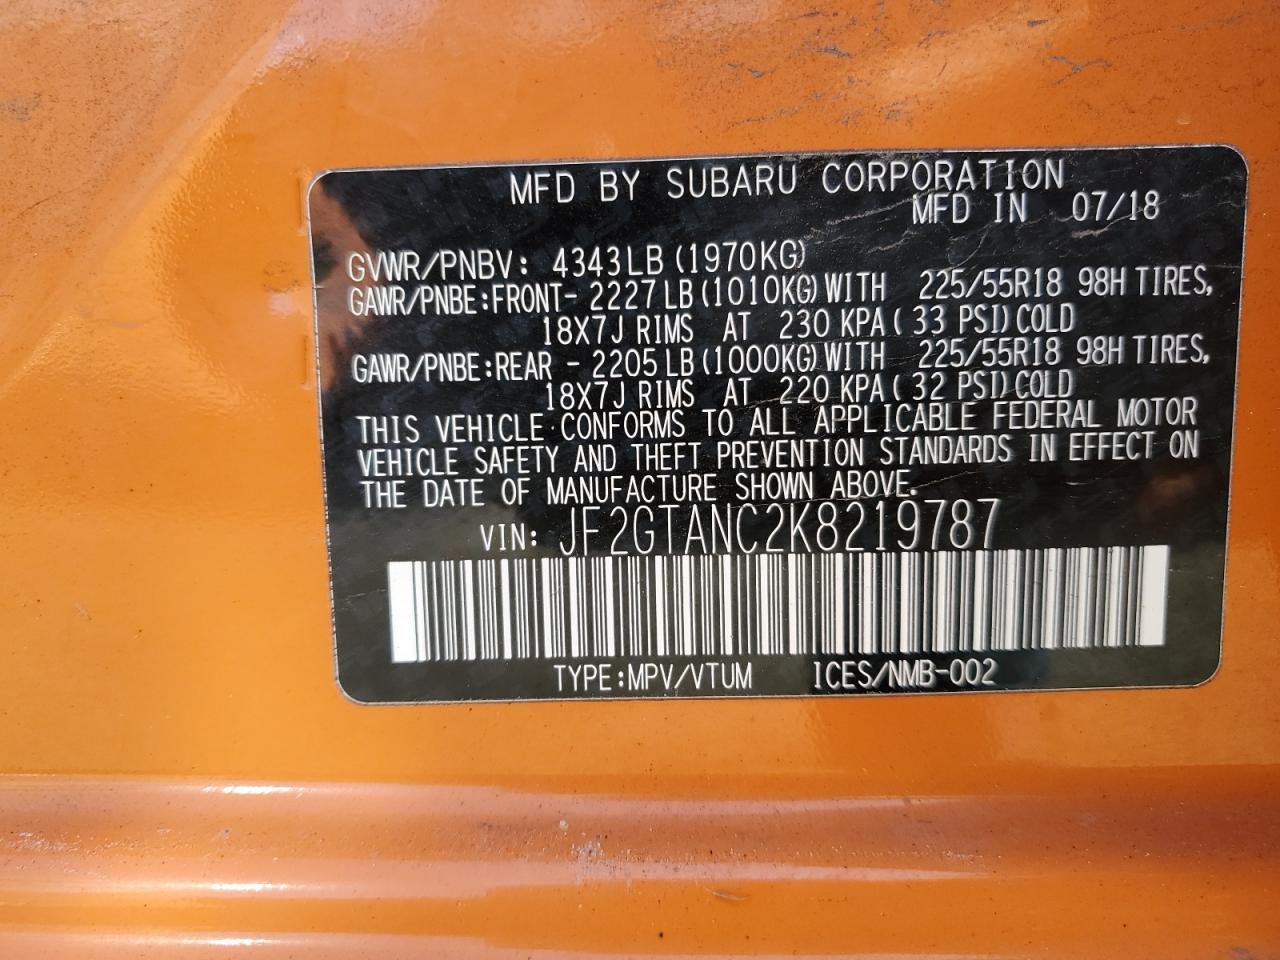 MFD BY SUBARU CORPORATION
MFD IN 07/18
GVWR/PNBV: 4343LB (1970KG)
GAWR/PNBE:FRONT- 2227LB(1010KG)WITH 225/55R18 98H TIRES,
18X7J RIMS AT 230 KPA( 33 PSI)COLD
GAWR/PNBE:REAR - 2205LB(1000KG)WITH 225/55R18 98H TIRES,
18X7J RIMS AT 220 KPA( 32 PSI)COLD
THIS VEHICLE CONFORMS TO ALL APPLICABLE FEDERAL MOTOR
VEHICLE SAFETY AND THEFT PREVENTION STANDARDS IN EFFECT ON
THE DATE OF MANUFACTURE SHOWN ABOVE.
VIN: JF2GTANC2K8219787
TYPE:MPV/VTUM ICES/NMB-002